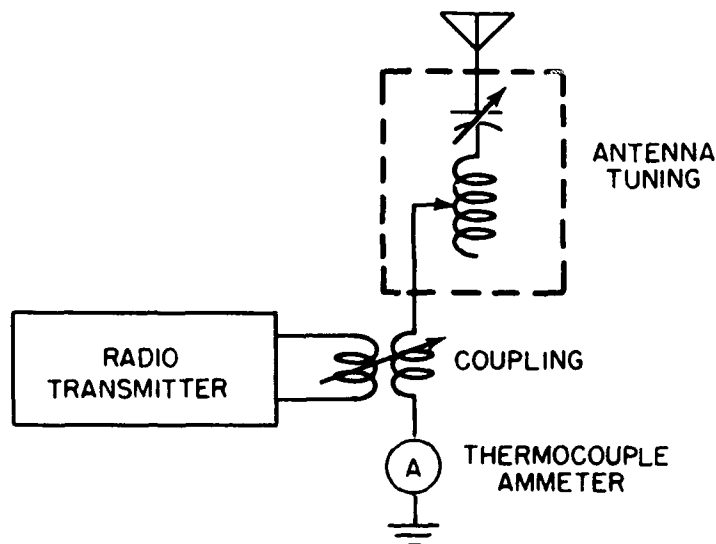 ANTENNA
TUNING
RADIO
TRANSMITTER
COUPLING
A
THERMOCOUPLE
AMMETER